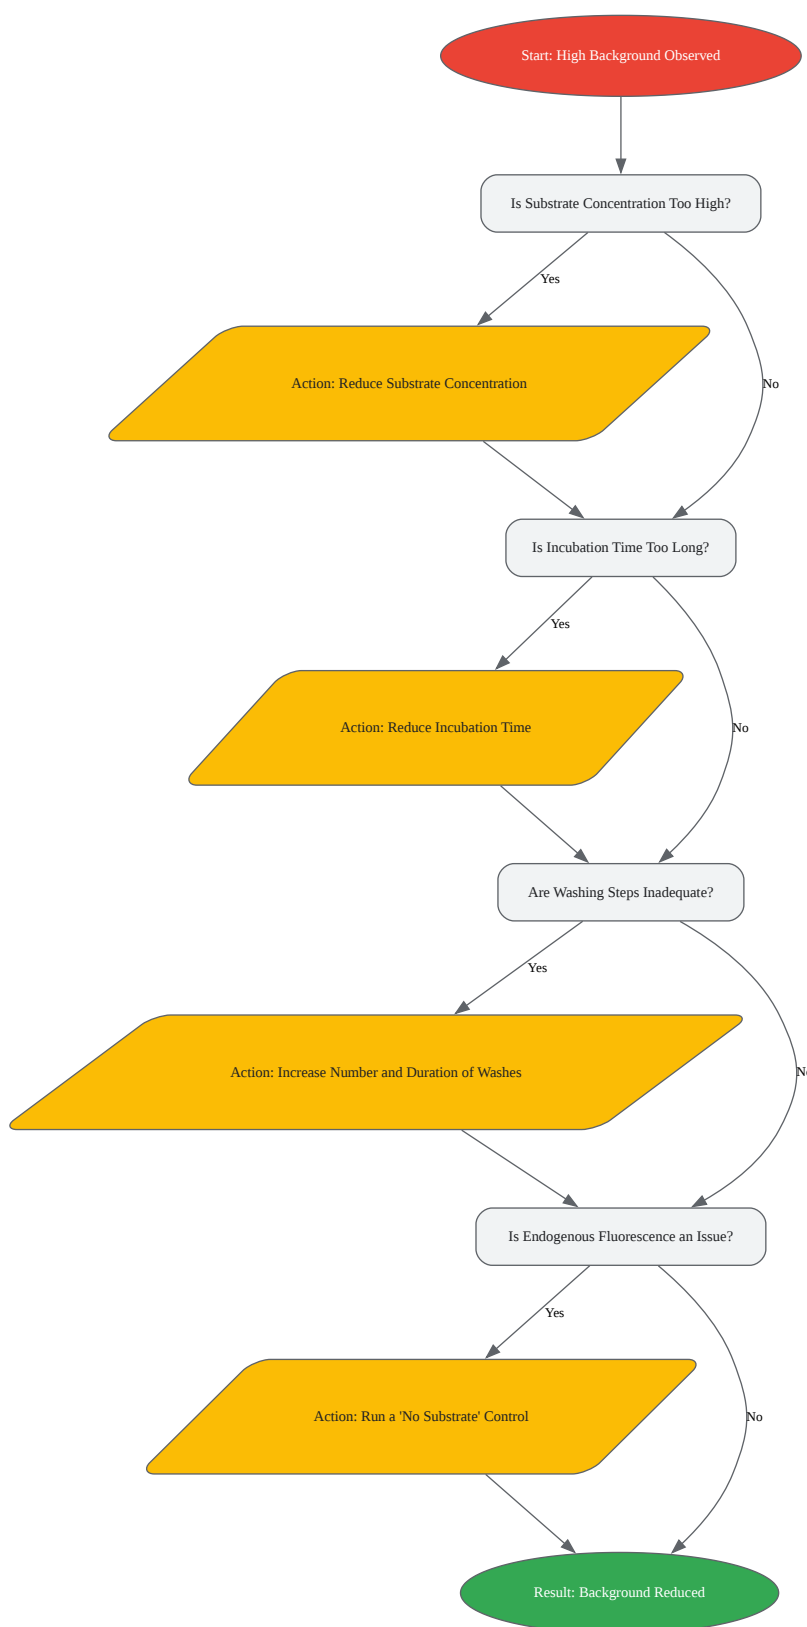 Start: High Background Observed
Is Substrate Concentration Too High?
Yes
Action: Reduce Substrate Concentration
No
Is Incubation Time Too Long?
Yes
Action: Reduce Incubation Time
No
Are Washing Steps Inadequate?
Yes
Action: Increase Number and Duration of Washes
No
Is Endogenous Fluorescence an Issue?
Yes
Action: Run a 'No Substrate' Control
No
Result: Background Reduced